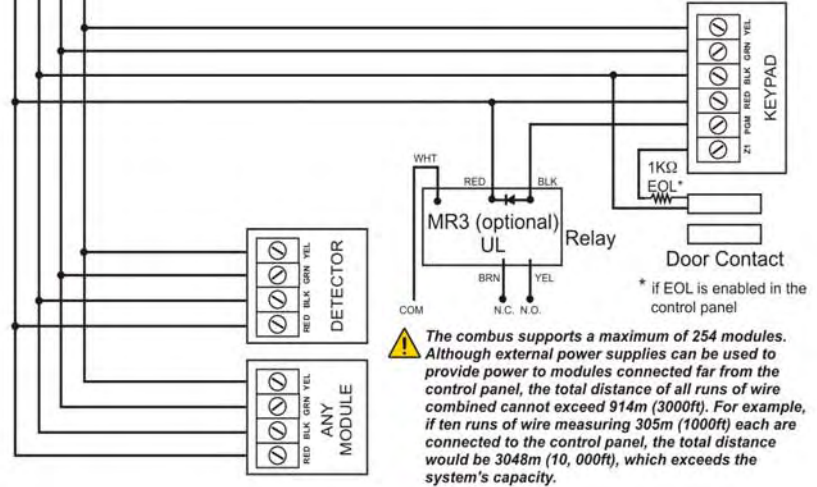 YEL
GRN
BLK
RED
PGM
Z1
KEYPAD
1KΩ
EOL*
WHT
RED
BLK
MR3 (optional)
UL
Relay
BRN
YEL
COM
N.C.
N.O.
Door Contact
* if EOL is enabled in the
control panel
YEL
GRN
BLK
RED
DETECTOR
YEL
GRN
BLK
RED
ANY
MODULE
The combus supports a maximum of 254 modules.
Although external power supplies can be used to
provide power to modules connected far from the
control panel, the total distance of all runs of wire
combined cannot exceed 914m (3000ft). For example,
if ten runs of wire measuring 305m (1000ft) each are
connected to the control panel, the total distance
would be 3048m (10, 000ft), which exceeds the
system's capacity.